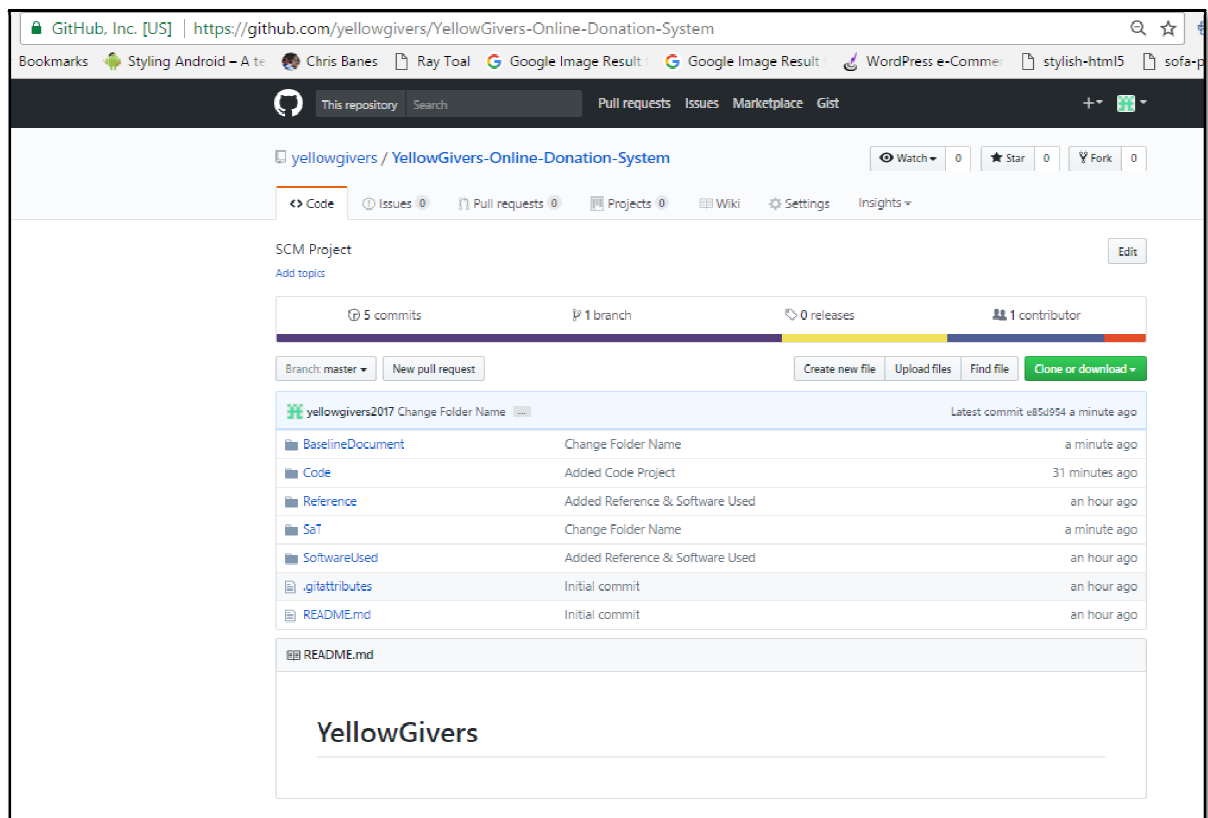 GitHub, Inc. [US] | https://github.com/yellowgivers/YellowGivers-Online-Donation-System
Bookmarks Styling Android – A te Chris Banes Ray Toal Google Image Result Google Image Result WordPress e-Commer stylish-html5 sofa-p
This repository Search Pull requests Issues Marketplace Gist
yellowgivers / YellowGivers-Online-Donation-System Watch 0 Star 0 Fork 0
<> Code Issues 0 Pull requests 0 Projects 0 Wiki Settings Insights
SCM Project Edit
Add topics
5 commits 1 branch 0 releases 1 contributor
Branch: master New pull request Create new file Upload files Find file Clone or download
yellowgivers2017 Change Folder Name ... Latest commit e85d954 a minute ago
BaselineDocument Change Folder Name a minute ago
Code Added Code Project 31 minutes ago
Reference Added Reference & Software Used an hour ago
SaT Change Folder Name a minute ago
SoftwareUsed Added Reference & Software Used an hour ago
.gitattributes Initial commit an hour ago
README.md Initial commit an hour ago
README.md
YellowGivers